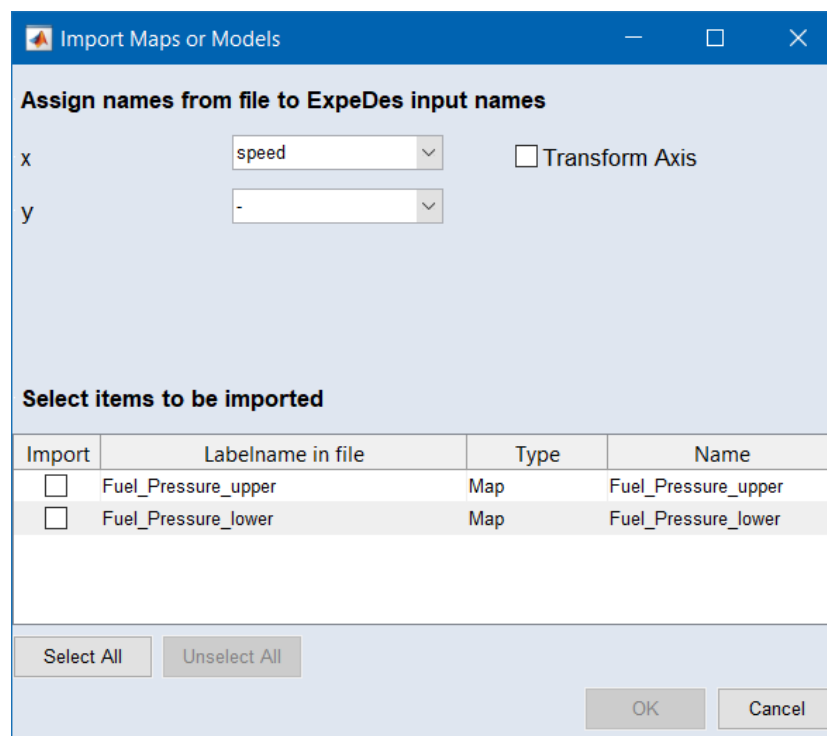 Import Maps or Models
Assign names from file to ExpeDes input names
x speed Transform Axis
y -
Select items to be imported
Import Labelname in file Type Name
Fuel_Pressure_upper Map Fuel_Pressure_upper
Fuel_Pressure_lower Map Fuel_Pressure_lower
Select All Unselect All
OK Cancel